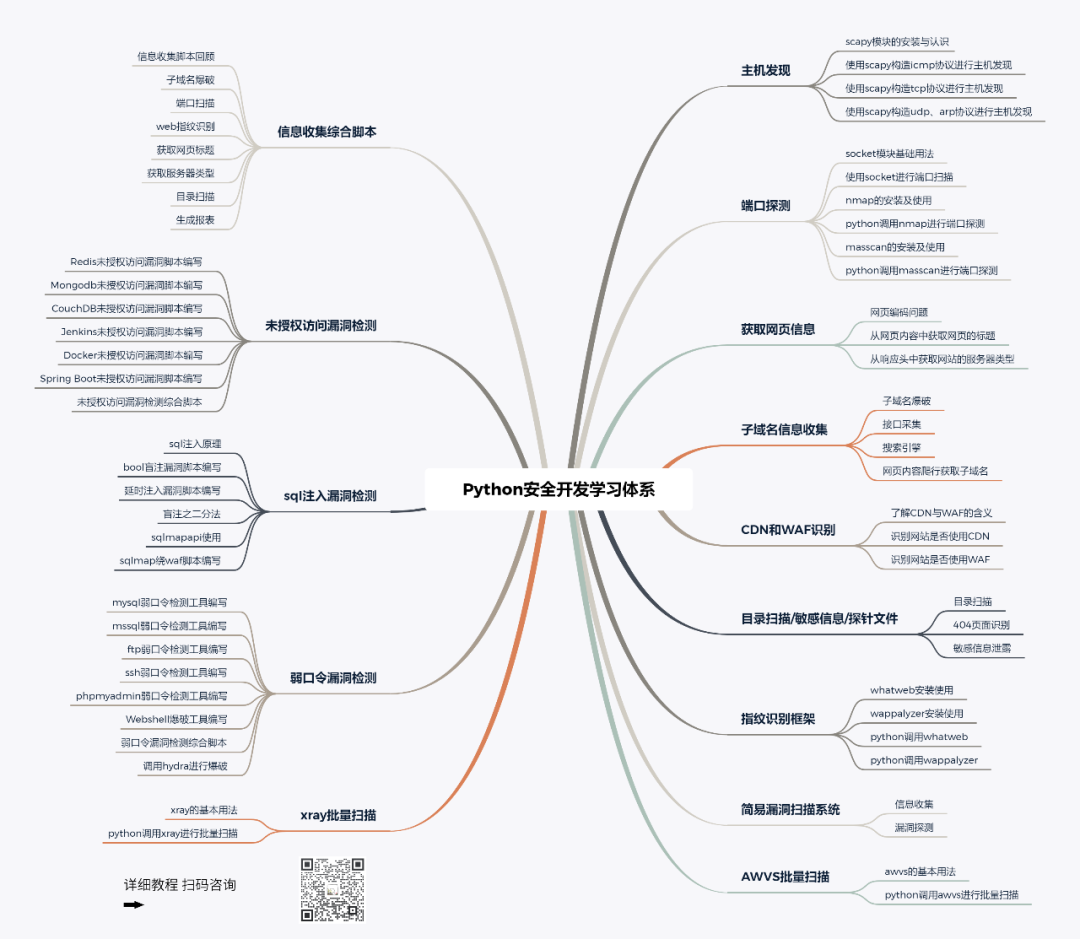 Python安全开发学习体系
主机发现
scapy模块的安装与认识
使用scapy构造icmp协议进行主机发现
使用scapy构造tcp协议进行主机发现
使用scapy构造udp、arp协议进行主机发现
端口探测
socket模块基础用法
使用socket进行端口扫描
nmap的安装及使用
python调用nmap进行端口探测
masscan的安装及使用
python调用masscan进行端口探测
获取网页信息
网页编码问题
从网页内容中获取网页的标题
从响应头中获取网站的服务器类型
子域名信息收集
子域名爆破
接口采集
搜索引擎
网页内容爬行获取子域名
CDN和WAF识别
了解CDN与WAF的含义
识别网站是否使用CDN
识别网站是否使用WAF
目录扫描/敏感信息/探针文件
目录扫描
404页面识别
敏感信息泄露
指纹识别框架
whatweb安装使用
wappalyzer安装使用
python调用whatweb
python调用wappalyzer
简易漏洞扫描系统
信息收集
漏洞探测
AWVS批量扫描
awvs的基本用法
python调用awvs进行批量扫描
信息收集综合脚本
信息收集脚本回顾
子域名爆破
端口扫描
web指纹识别
获取网页标题
获取服务器类型
目录扫描
生成报表
未授权访问漏洞检测
Redis未授权访问漏洞脚本编写
Mongodb未授权访问漏洞脚本编写
CouchDB未授权访问漏洞脚本编写
Jenkins未授权访问漏洞脚本编写
Docker未授权访问漏洞脚本编写
Spring Boot未授权访问漏洞脚本编写
未授权访问漏洞检测综合脚本
sql注入漏洞检测
sql注入原理
bool盲注漏洞脚本编写
延时注入漏洞脚本编写
盲注之二分法
sqlmapapi使用
sqlmap绕waf脚本编写
弱口令漏洞检测
mysql弱口令检测工具编写
mssql弱口令检测工具编写
ftp弱口令检测工具编写
ssh弱口令检测工具编写
phpmyadmin弱口令检测工具编写
Webshell爆破工具编写
弱口令漏洞检测综合脚本
调用hydra进行爆破
xray批量扫描
xray的基本用法
python调用xray进行批量扫描
详细教程 扫码咨询